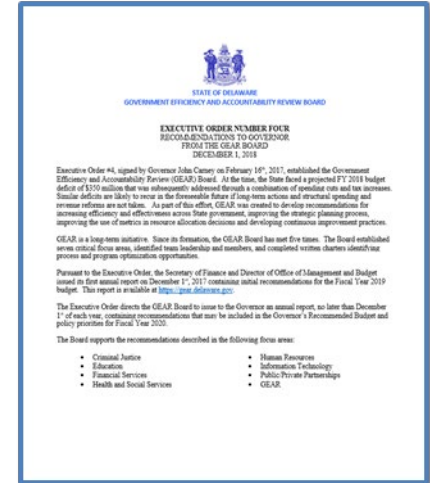 STATE OF DELAWARE
GOVERNMENT EFFICIENCY AND ACCOUNTABILITY REVIEW BOARD
EXECUTIVE ORDER NUMBER FOUR
RECOMMENDATIONS TO GOVERNOR
FROM THE GEAR BOARD
DECEMBER 1, 2018
Executive Order #4, signed by Governor John Carney on February 16th, 2017, established the Government
Efficiency and Accountability Review (GEAR) Board. At the time, the State faced a projected FY 2018 budget
deficit of $350 million that was subsequently addressed through a combination of spending cuts and tax increases.
Similar deficits are likely to recur in the foreseeable future if long-term actions and structural spending and
revenue reforms are not taken. As part of this effort, GEAR was created to develop recommendations for
increasing efficiency and effectiveness across State government, improving the strategic planning process,
improving the use of metrics in resource allocation decisions and developing continuous improvement practices.
GEAR is a long-term initiative. Since its formation, the GEAR Board has met five times. The Board established
seven critical focus areas, identified team leadership and members, and completed written charters identifying
process and program optimization opportunities.
Pursuant to the Executive Order, the Secretary of Finance and Director of Office of Management and Budget
issued its first annual report on December 1st, 2017 containing initial recommendations for the Fiscal Year 2019
budget. This report is available at https://gear.delaware.gov.
The Executive Order directs the GEAR Board to issue to the Governor an annual report, no later than December
1st of each year, containing recommendations that may be included in the Governor's Recommended Budget and
policy priorities for Fiscal Year 2020.
The Board supports the recommendations described in the following focus areas:
• Criminal Justice
• Education
• Financial Services
• Health and Social Services
• Human Resources
• Information Technology
• Public/Private Partnerships
• GEAR